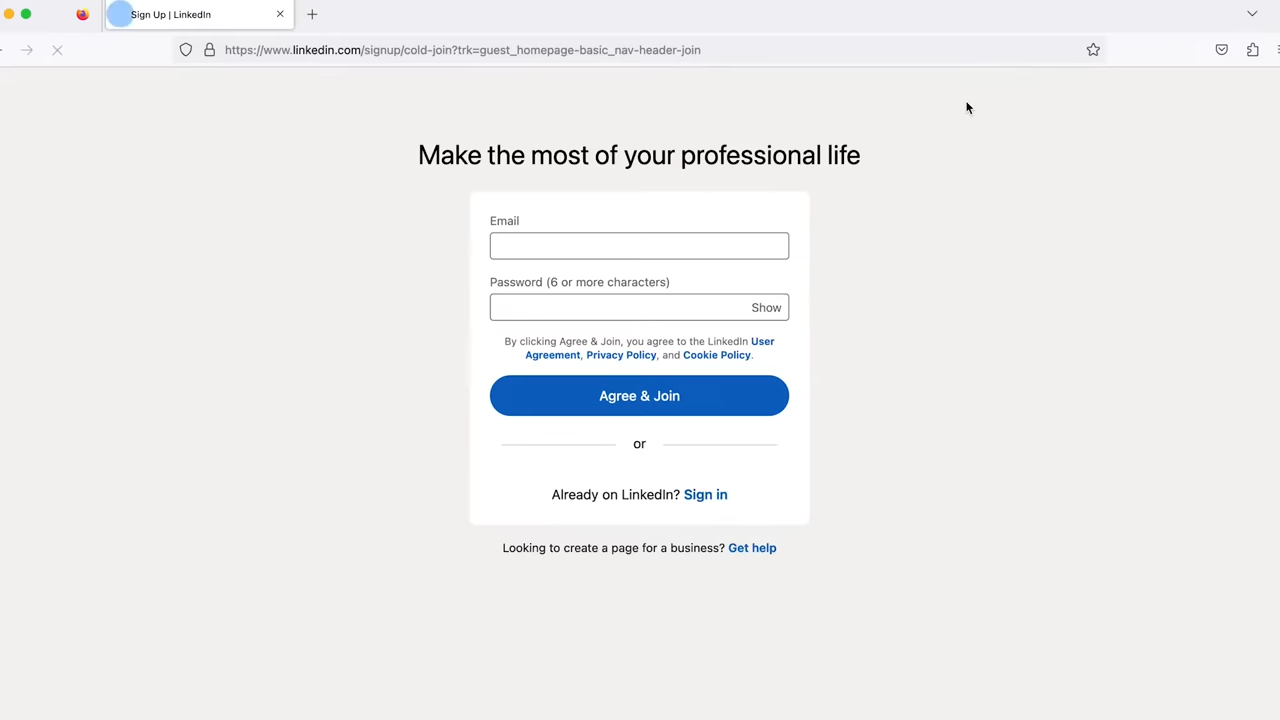 Sign Up | LinkedIn
https://www.linkedin.com/signup/cold-join?trk=guest_homepage-basic_nav-header-join
Make the most of your professional life
Email
Password (6 or more characters)
Show
By clicking Agree & Join, you agree to the LinkedIn User
Agreement, Privacy Policy, and Cookie Policy.
Agree & Join
or
Already on LinkedIn? Sign in
Looking to create a page for a business? Get help